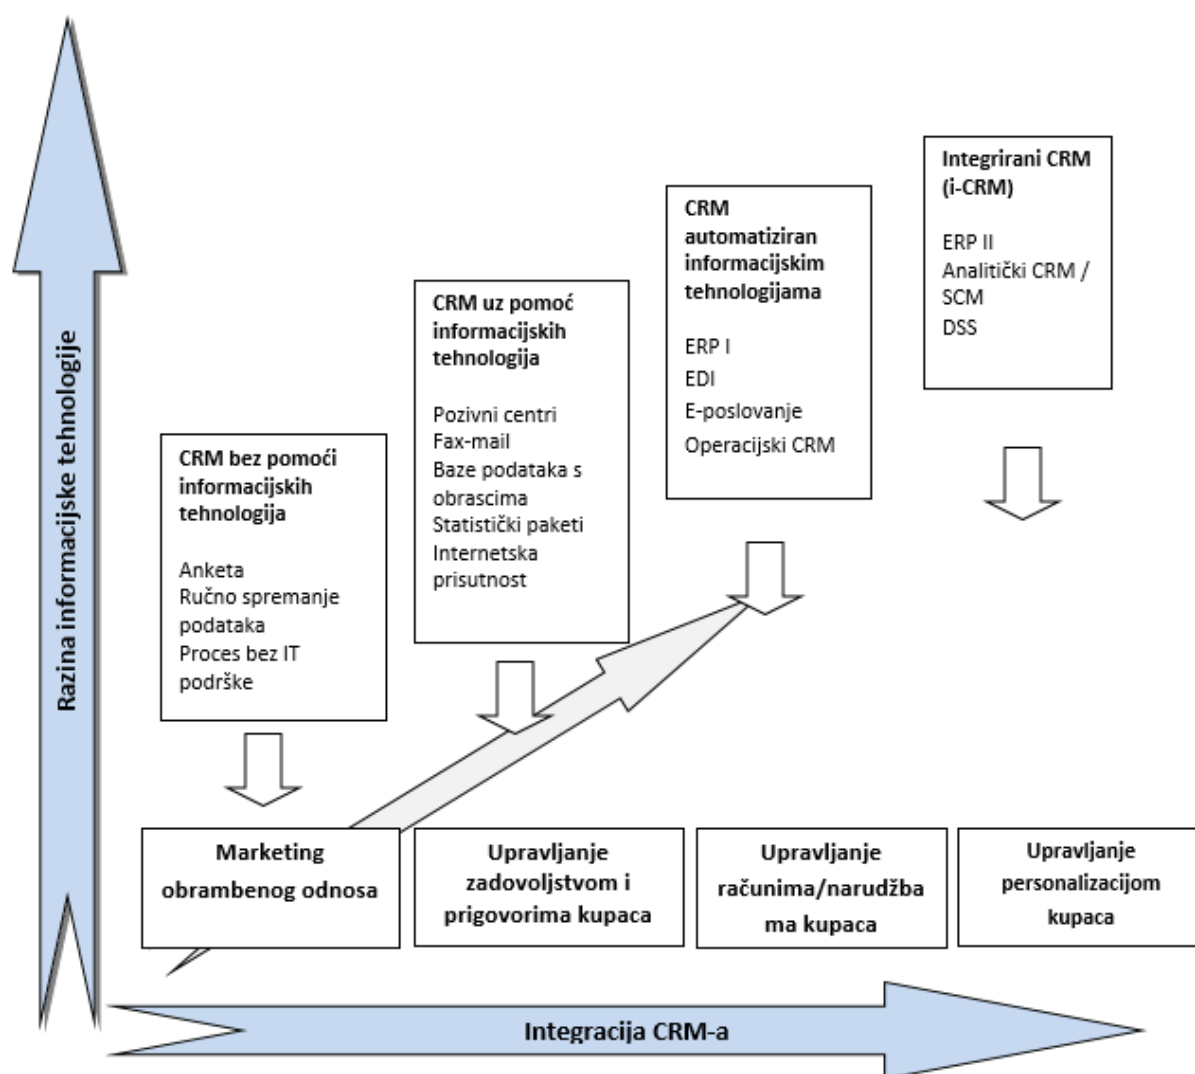 Razina informacijske tehnologije
CRM bez pomoći
informacijskih
tehnologija
Anketa
Ručno spremanje
podataka
Proces bez IT
podrške
CRM uz pomoć
informacijskih
tehnologija
Pozivni centri
Fax-mail
Baze podataka s
obrascima
Statistički paketi
Internetska
prisutnost
CRM
automatiziran
informacijskim
tehnologijama
ERP I
EDI
E-poslovanje
Operacijski CRM
Integrirani CRM
(i-CRM)
ERP II
Analitički CRM /
SCM
DSS
Marketing
obrambenog odnosa
Upravljanje
zadovoljstvom i
prigovorima kupaca
Upravljanje
računima/narudžba
ma kupaca
Upravljanje
personalizacijom
kupaca
Integracija CRM-a